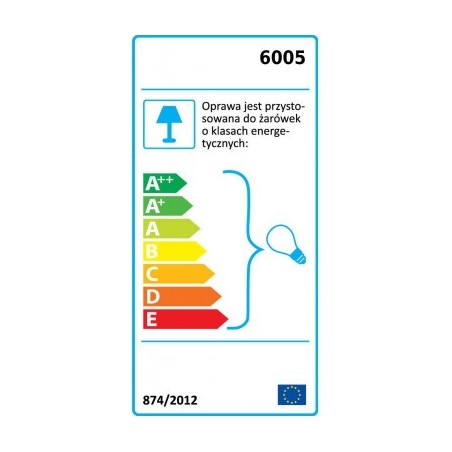 6005
Oprawa jest przysto-
sowana do żarówek
o klasach energe-
tycznych:
A++
A+
A
B
C
D
E
874/2012